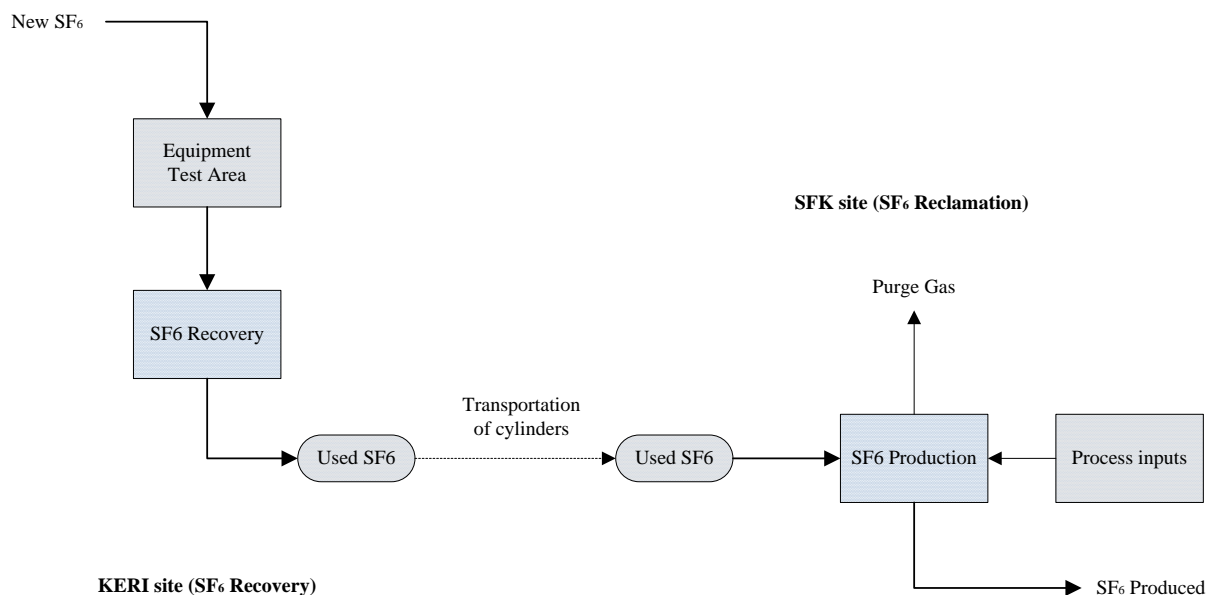 New SF₆
Equipment
Test Area
SFK site (SF₆ Reclamation)
Purge Gas
SF6 Recovery
Transportation
of cylinders
Used SF6
Used SF6
SF6 Production
Process inputs
KERI site (SF₆ Recovery)
SF₆ Produced